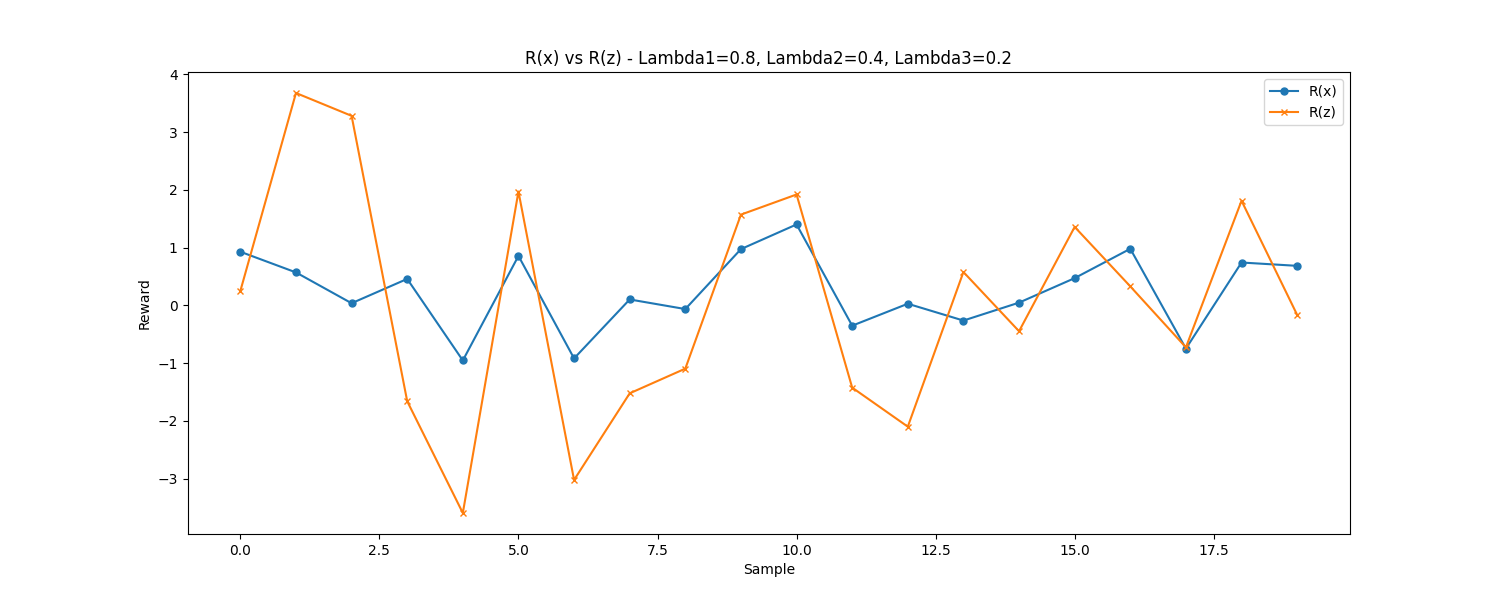 R(x) vs R(z) - Lambda1=0.8, Lambda2=0.4, Lambda3=0.2
R(x)
R(z)
Reward
4
3
2
1
0
−1
−2
−3
0.0 2.5 5.0 7.5 10.0 12.5 15.0 17.5
Sample